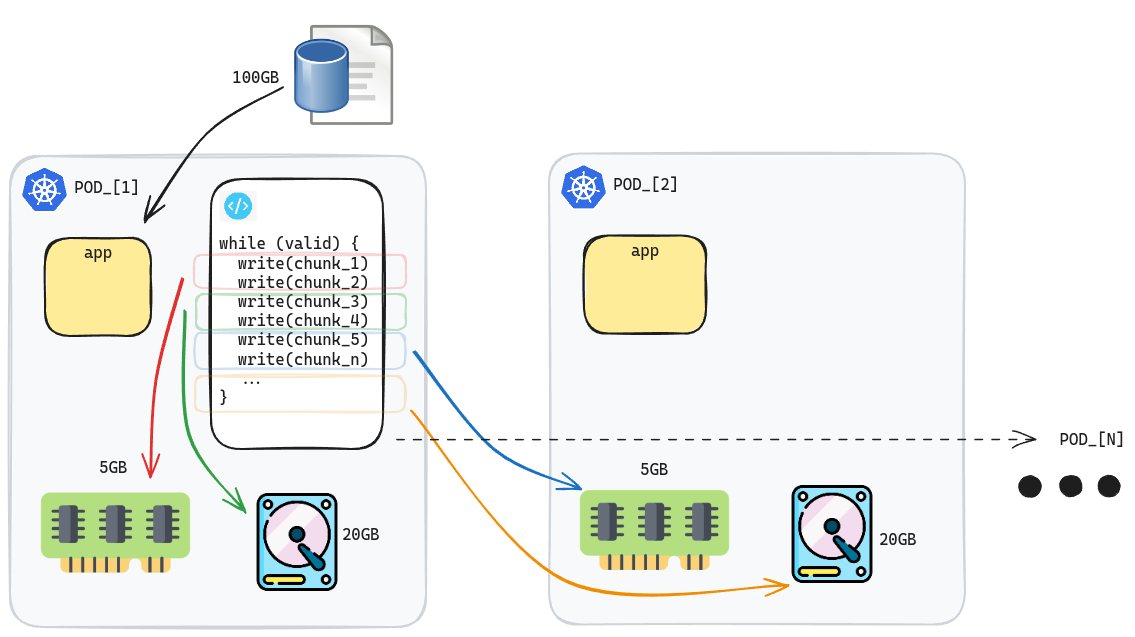 100GB
POD_[1]
app
while (valid) {
write(chunk_1)
write(chunk_2)
write(chunk_3)
write(chunk_4)
write(chunk_5)
write(chunk_n)
...
}
5GB
20GB
POD_[2]
app
5GB
20GB
POD_[N]